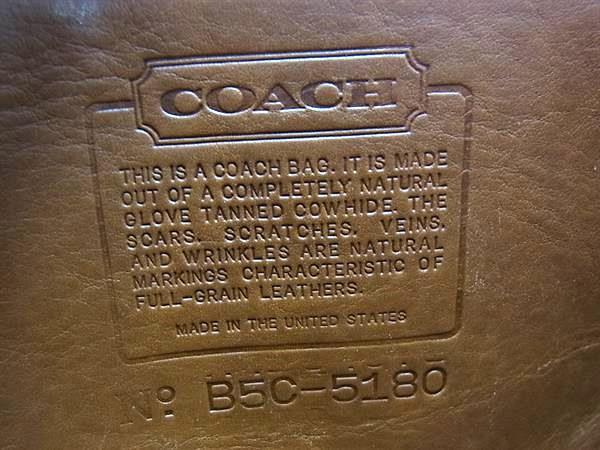 COACH
THIS IS A COACH BAG. IT IS MADE
OUT OF A COMPLETELY NATURAL
GLOVE TANNED COWHIDE. THE
SCARS, SCRATCHES, VEINS,
AND WRINKLES ARE NATURAL
MARKINGS CHARACTERISTIC OF
FULL-GRAIN LEATHERS.
MADE IN THE UNITED STATES
Nº B5C-5180